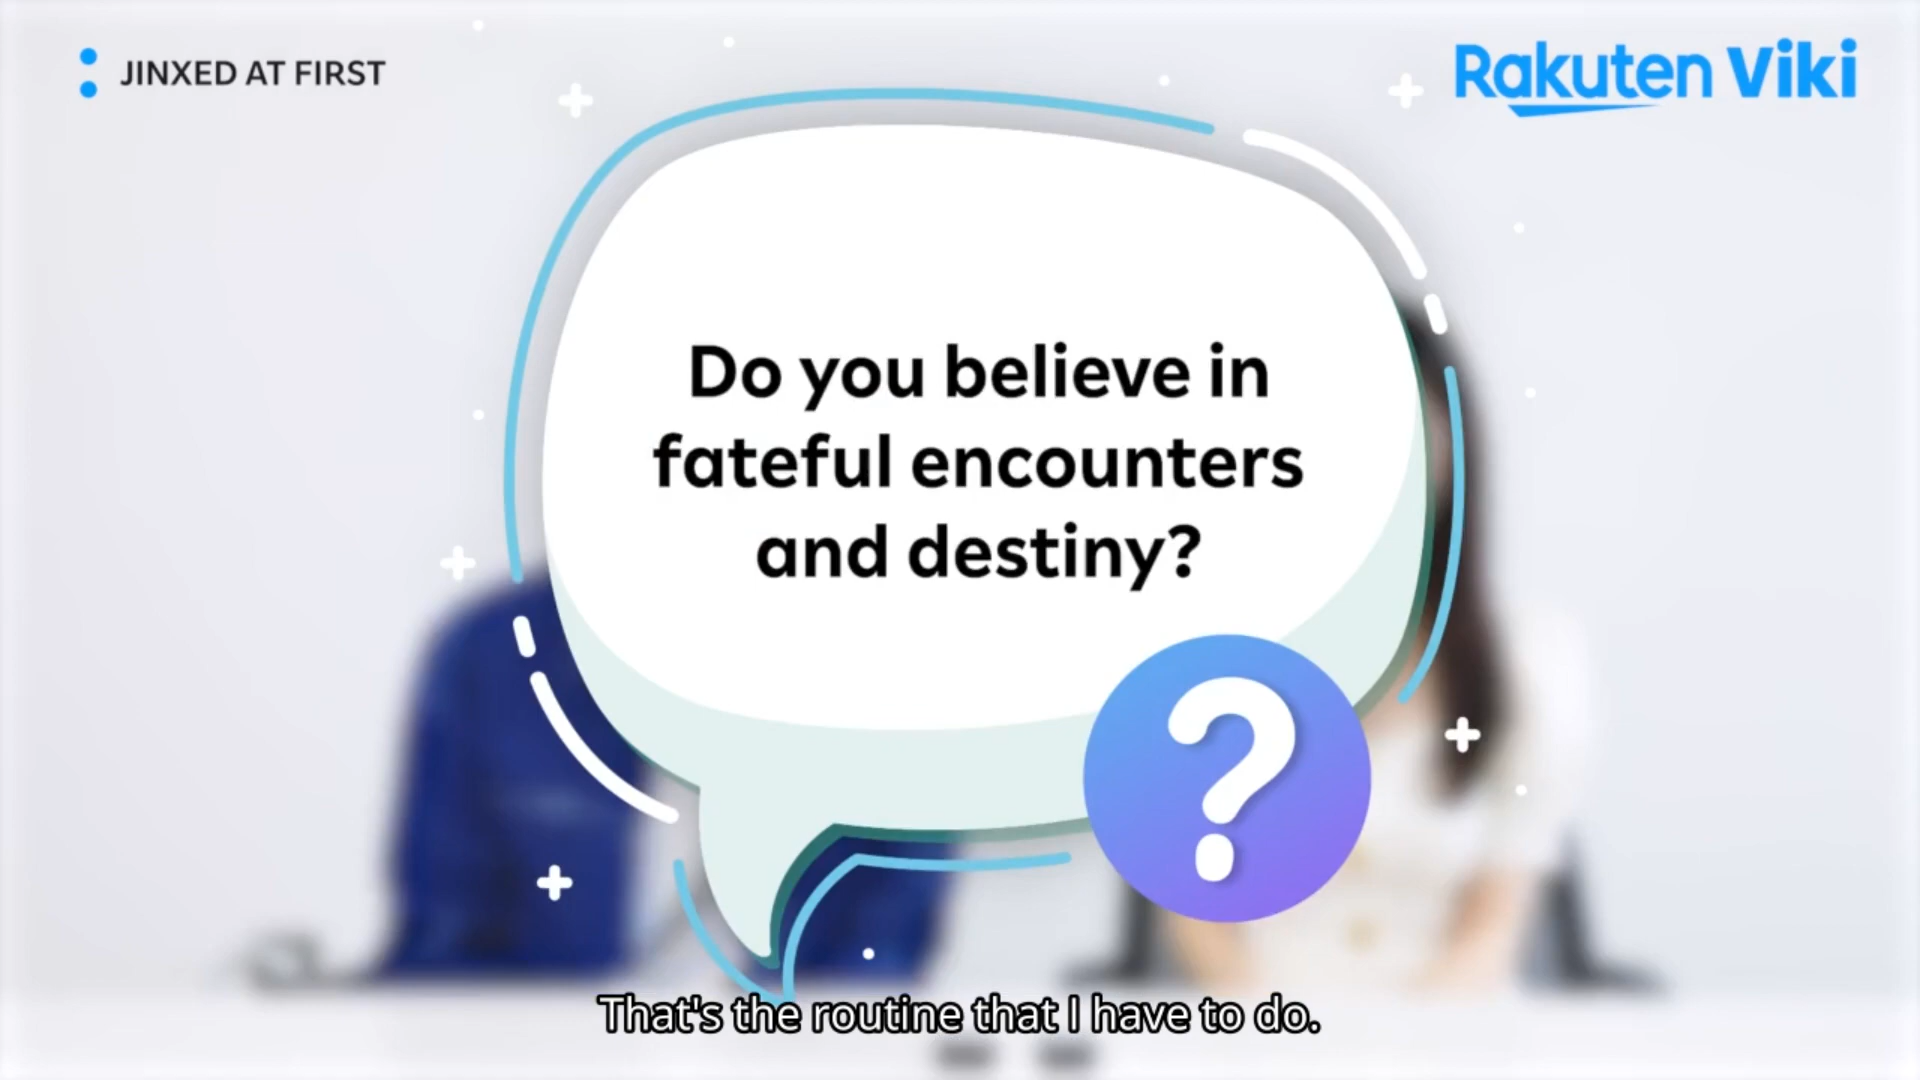 JINXED AT FIRST
Rakuten Viki
Do you believe in
fateful encounters
and destiny?
?
That's the routine that I have to do.